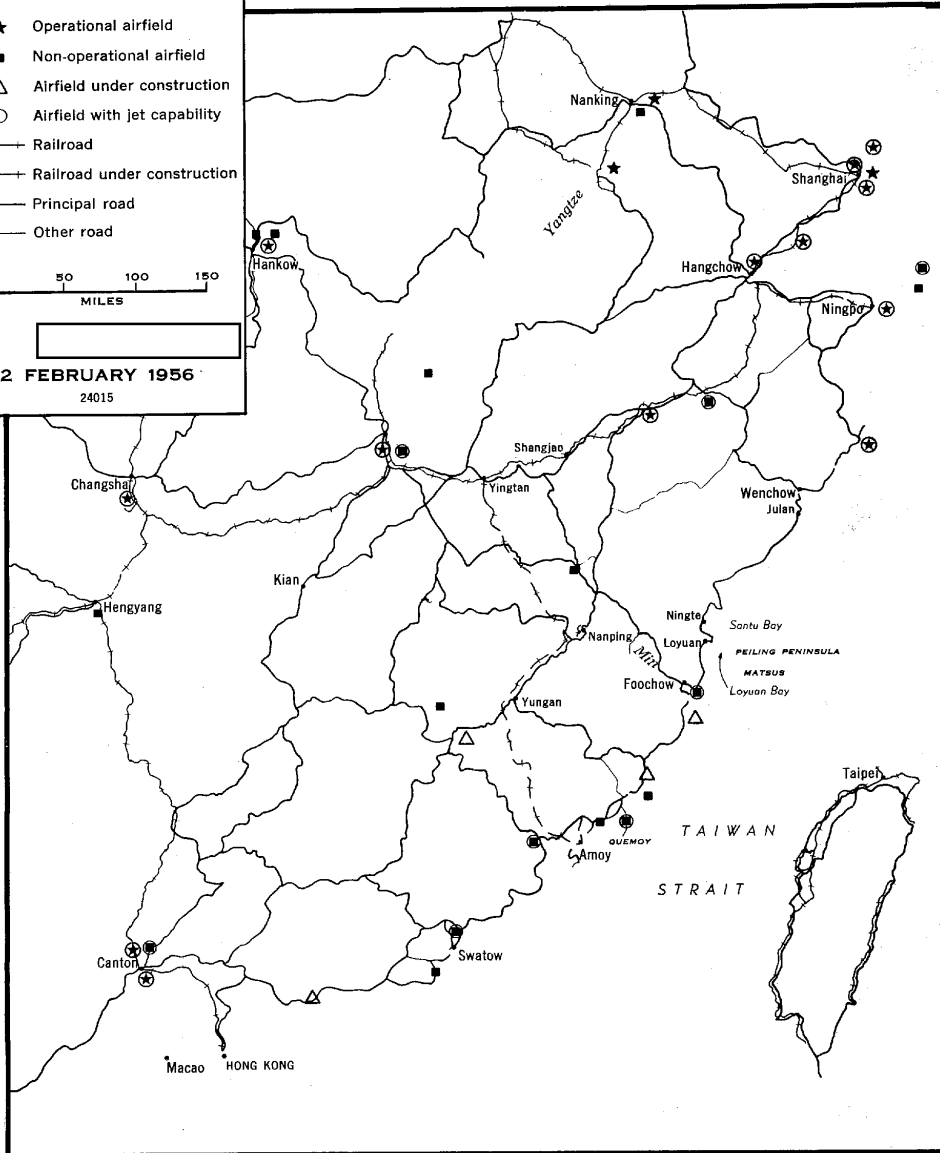 Operational airfield
Non-operational airfield
Airfield under construction
Airfield with jet capability
Railroad
Railroad under construction
Principal road
Other road
50 100 150
MILES
2 FEBRUARY 1956
24015
Nanking
Shanghai
Yangtze
Hankow
Hangchow
Ningpo
Shangjao
Changsha
Yingtan
Wenchow
Juian
Kian
Hengyang
Ningte
Santu Bay
Nanping
Loyuan
PEILING PENINSULA
Min
MATSUS
Foochow
Loyuan Bay
Yungan
Taipei
TAIWAN
QUEMOY
Amoy
STRAIT
Swatow
Canton
Macao
HONG KONG